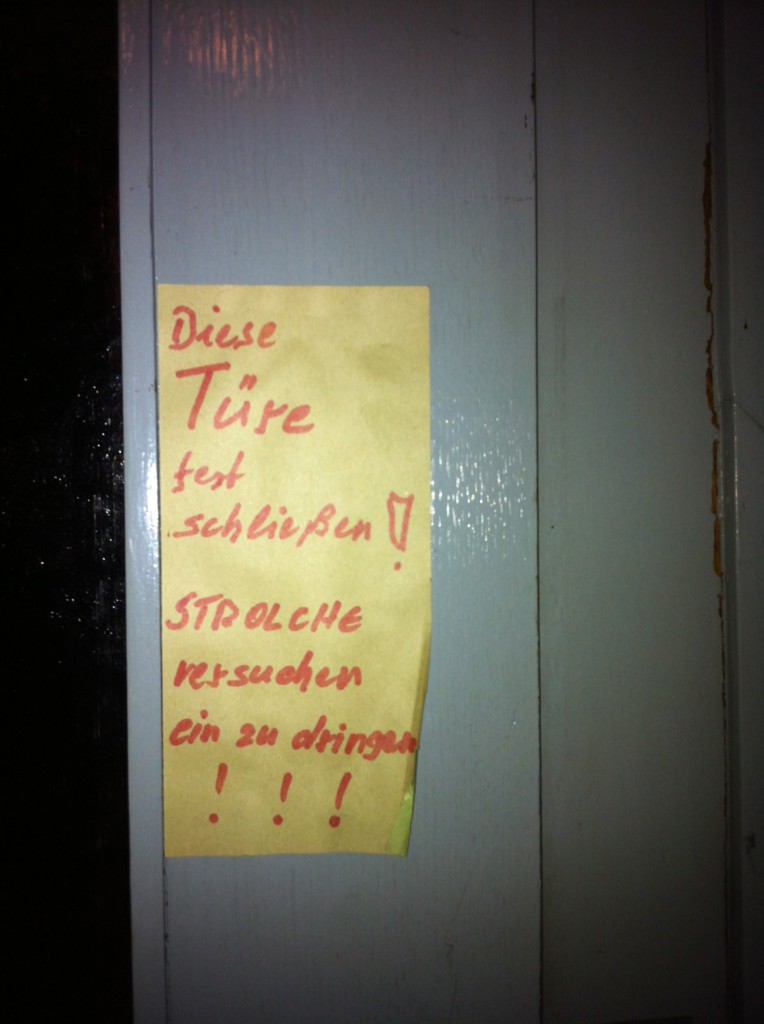 Diese
Türe
fest
schließen!
STROLCHE
versuchen
ein zu dringen
! ! !